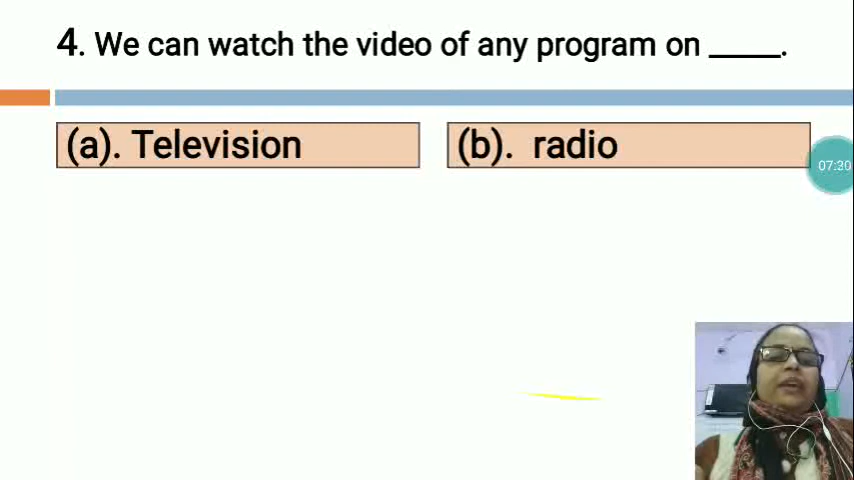 4. We can watch the video of any program on _____.
(a). Television
(b). radio
07:20